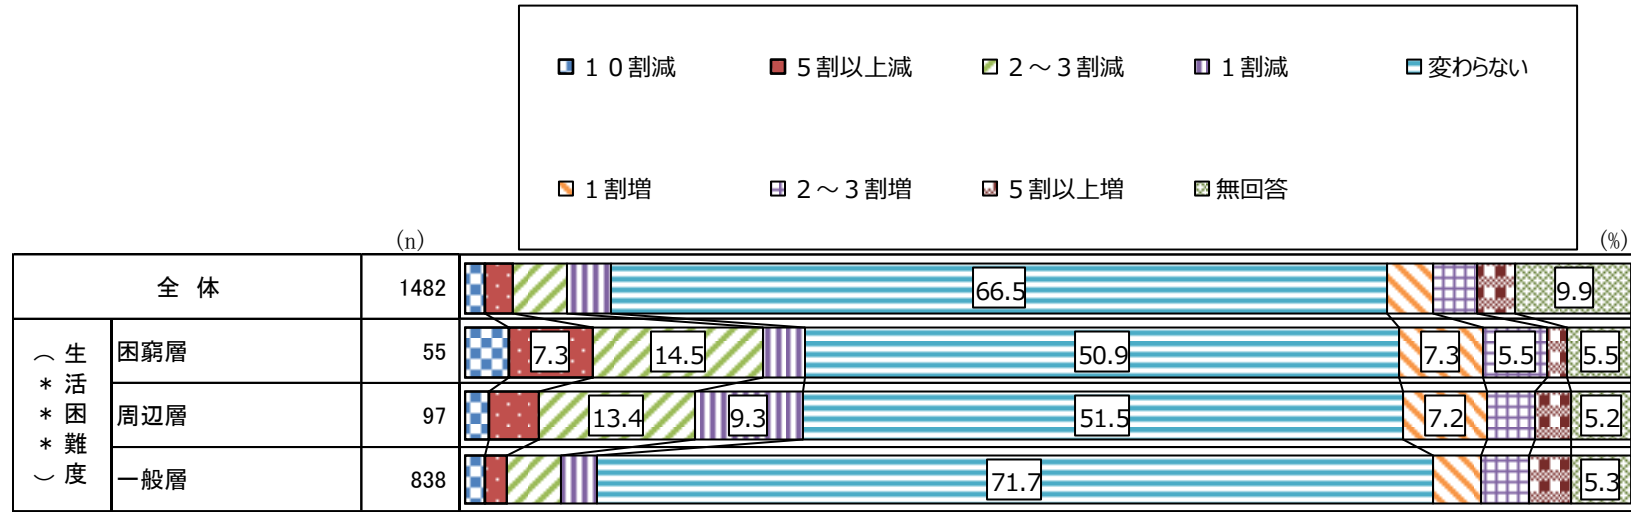 １０割減 ５割以上減 ２～３割減 １割減 変わらない
１割増 ２～３割増 ５割以上増 無回答
(n) (%)
全 体 1482 66.5 9.9
生活困難度（＊＊＊）
困窮層 55 7.3 14.5 50.9 7.3 5.5 5.5
周辺層 97 13.4 9.3 51.5 7.2 5.2
一般層 838 71.7 5.3